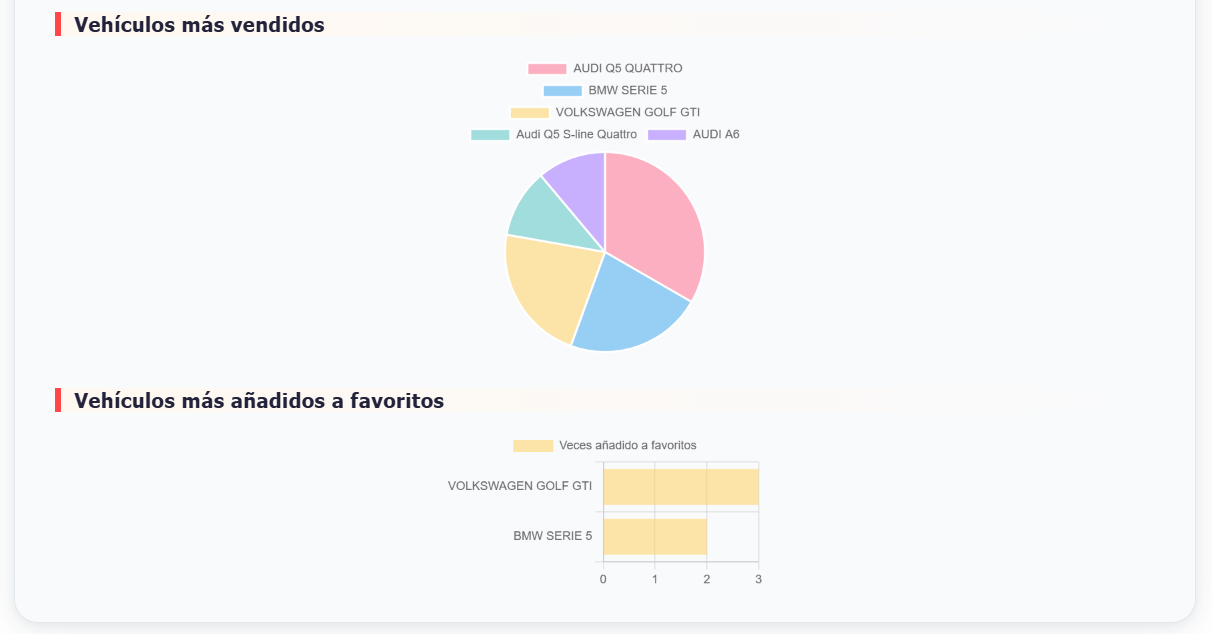 Vehículos más vendidos
AUDI Q5 QUATTRO
BMW SERIE 5
VOLKSWAGEN GOLF GTI
Audi Q5 S-line Quattro AUDI A6
Vehículos más añadidos a favoritos
Veces añadido a favoritos
VOLKSWAGEN GOLF GTI
BMW SERIE 5
0 1 2 3